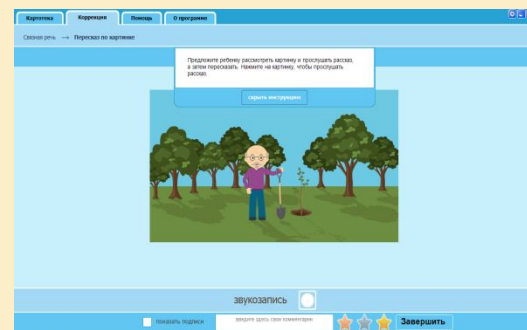 Картотека Коррекция Помощь О программе
Связная речь → Пересказ по картинке
Предложите ребенку рассмотреть картинку и прослушать рассказ,
а затем пересказать. Нажмите на картинку, чтобы прослушать
рассказ.
скрыть инструкцию
звукозапись
показать подписи введите здесь свои комментарии Завершить